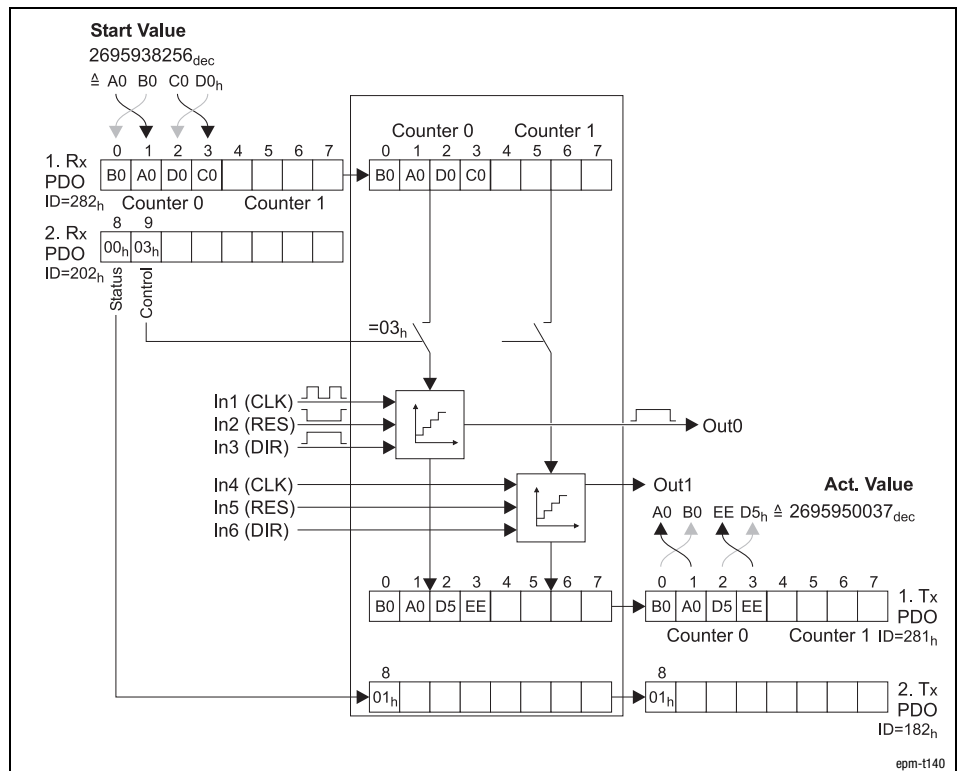 Start Value
2695938256dec
≙ A0 B0 C0 D0h
0 1 2 3 4 5 6 7
1. Rx
PDO
ID=282h
B0 A0 D0 C0
Counter 0 Counter 1
Counter 0 Counter 1
0 1 2 3 4 5 6 7
B0 A0 D0 C0
8 9
2. Rx
PDO
ID=202h
00h 03h
Status
Control
=03h
In1 (CLK)
In2 (RES)
In3 (DIR)
Out0
In4 (CLK)
In5 (RES)
In6 (DIR)
Out1
Act. Value
A0 B0 EE D5h ≙ 2695950037dec
0 1 2 3 4 5 6 7
B0 A0 D5 EE
0 1 2 3 4 5 6 7
B0 A0 D5 EE
Counter 0 Counter 1
1. Tx
PDO
ID=281h
8
01h
8
01h
2. Tx
PDO
ID=182h
epm-t140